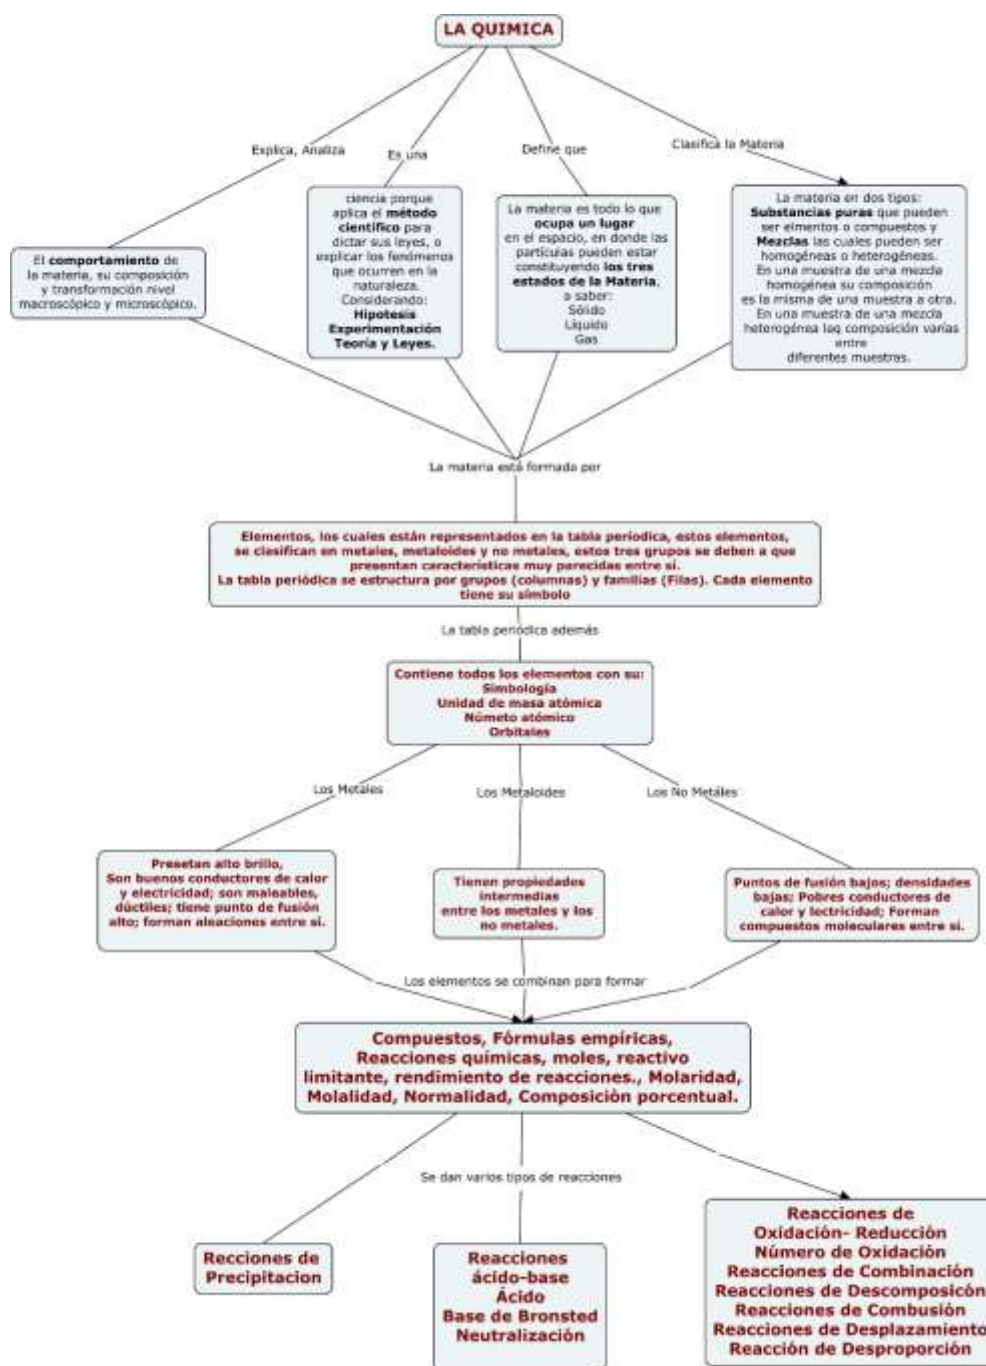 LA QUIMICA
Explica, Analiza
Es una
Define que
Clasifica la Materia
El comportamiento de
la materia, su composición
y transformación nivel
macroscópico y microscópico.
ciencia porque
aplica el método
científico para
dictar sus leyes, o
explicar los fenómenos
que ocurren en la
naturaleza.
Considerando:
Hipotesis
Experimentación
Teoría y Leyes.
La materia es todo lo que
ocupa un lugar
en el espacio, en donde las
partículas pueden estar
constituyendo los tres
estados de la Materia,
a saber:
Sólido
Líquido
Gas
La materia en dos tipos:
Substancias puras que pueden
ser elmentos o compuestos y
Mezclas las cuales pueden ser
homogéneas o heterogéneas.
En una muestra de una mezcla
homogénea su composición
es la misma de una muestra a otra.
En una muestra de una mezcla
heterogénea laq composición varías
entre
diferentes muestras.
La materia está formada por
Elementos, los cuales están representados en la tabla períodica, estos elementos,
se clasifican en metales, metaloides y no metales, estos tres grupos se deben a que
presentan características muy parecidas entre sí.
La tabla periódica se estructura por grupos (columnas) y familias (Filas). Cada elemento
tiene su símbolo
La tabla periódica además
Contiene todos los elementos con su:
Simbología
Unidad de masa atómica
Númeto atómico
Orbitales
Los Metales
Los Metaloides
Los No Metáles
Presetan alto brillo,
Son buenos conductores de calor
y electricidad; son maleables,
dúctiles; tiene punto de fusión
alto; forman aleaciones entre sí.
Tienen propiedades
intermedias
entre los metales y los
no metales.
Puntos de fusión bajos; densidades
bajas; Pobres conductores de
calor y lectricidad; Forman
compuestos moleculares entre sí.
Los elementos se combinan para formar
Compuestos, Fórmulas empíricas,
Reacciones químicas, moles, reactivo
limitante, rendimiento de reacciones., Molaridad,
Molalidad, Normalidad, Composición porcentual.
Se dan varios tipos de reacciones
Recciones de
Precipitacion
Reacciones
ácido-base
Ácido
Base de Bronsted
Neutralización
Reacciones de
Oxidación- Reducción
Número de Oxidación
Reacciones de Combinación
Reacciones de Descomposicón
Reacciones de Combusión
Reacciones de Desplazamiento
Reacción de Desproporción